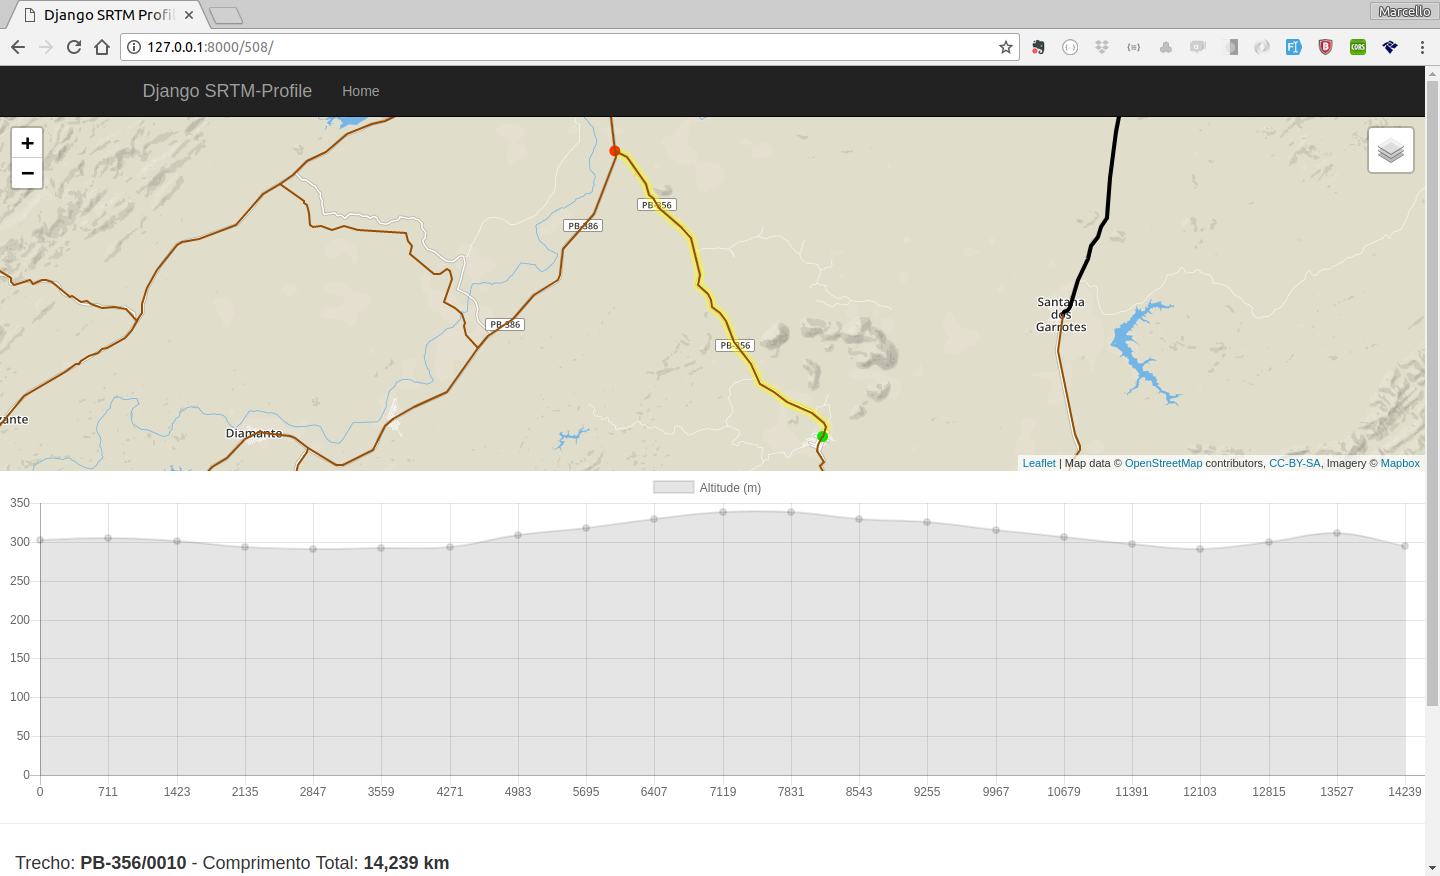 Django SRTM Profil
Marcello
127.0.0.1:8000/508/
CORS
Django SRTM-Profile
Home
+
−
PB-356
PB-386
PB-386
PB-356
Santana
dos
Garrotes
zante
Diamante
Leaflet | Map data © OpenStreetMap contributors, CC-BY-SA, Imagery © Mapbox
Altitude (m)
350
300
250
200
150
100
50
0
0 711 1423 2135 2847 3559 4271 4983 5695 6407 7119 7831 8543 9255 9967 10679 11391 12103 12815 13527 14239
Trecho: PB-356/0010 - Comprimento Total: 14,239 km